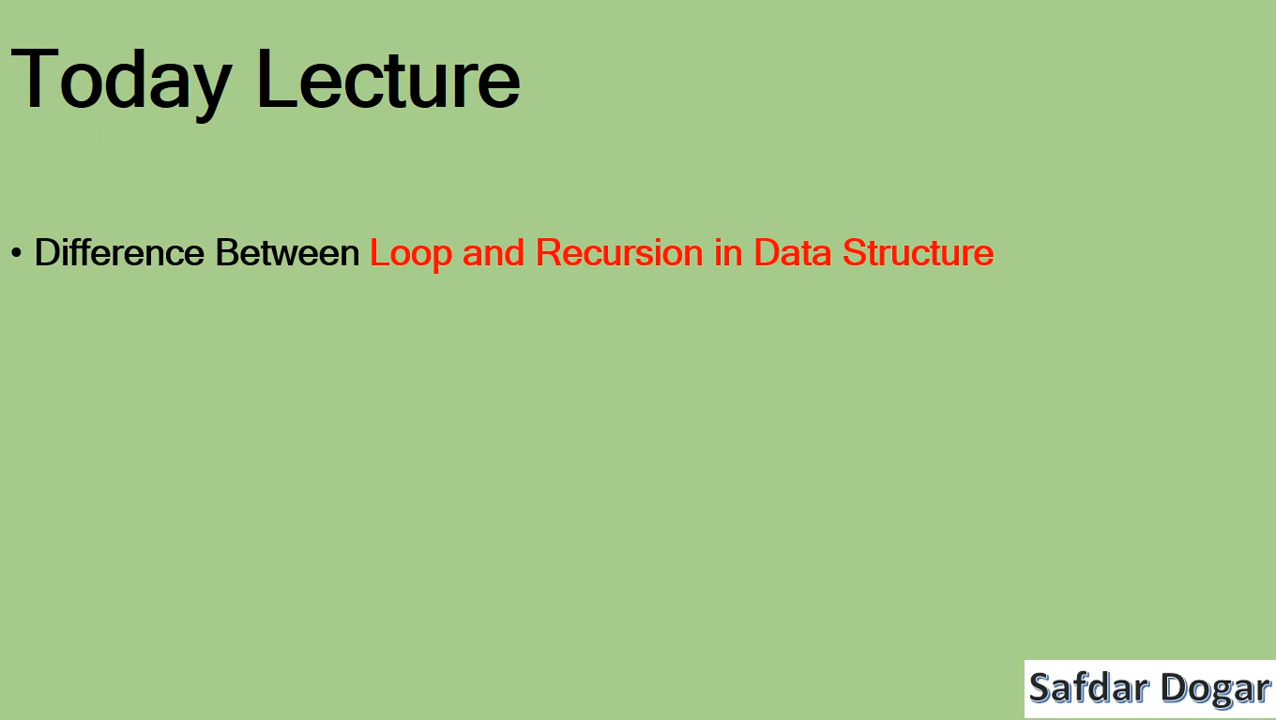 Today Lecture
• Difference Between Loop and Recursion in Data Structure
Safdar Dogar